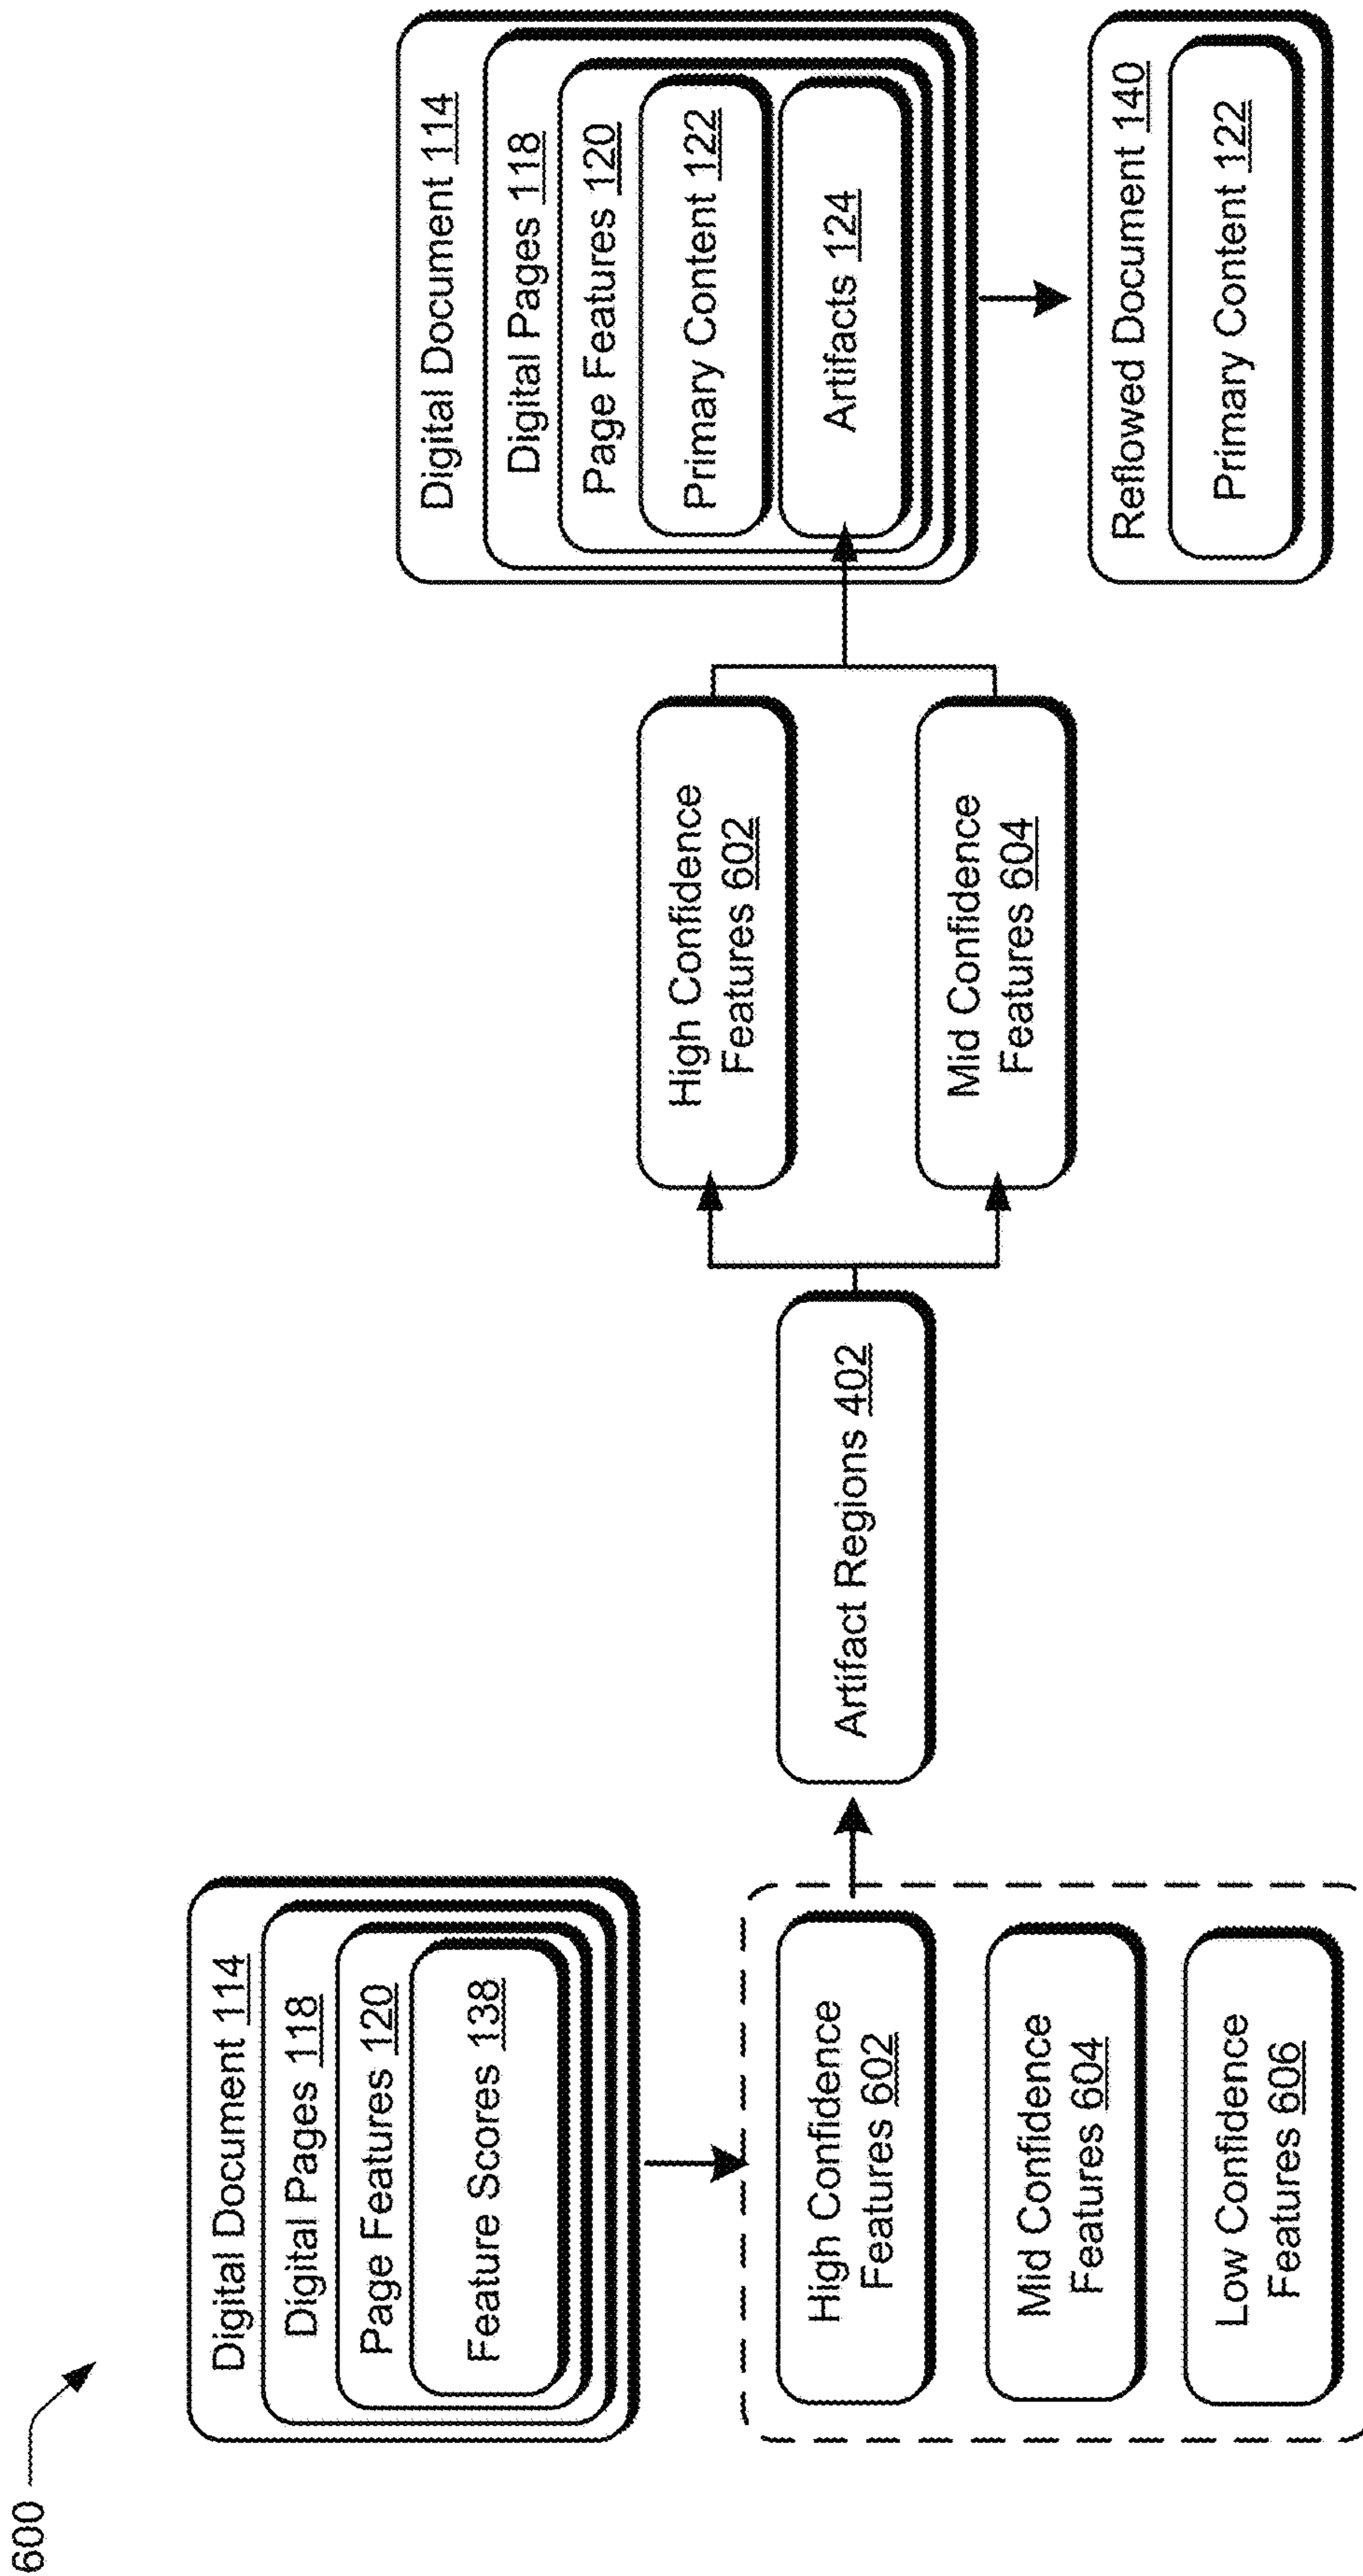 600
Digital Document 114
Digital Pages 118
Page Features 120
Feature Scores 138
High Confidence
Features 602
Mid Confidence
Features 604
Low Confidence
Features 606
Artifact Regions 402
High Confidence
Features 602
Mid Confidence
Features 604
Digital Document 114
Digital Pages 118
Page Features 120
Primary Content 122
Artifacts 124
Reflowed Document 140
Primary Content 122